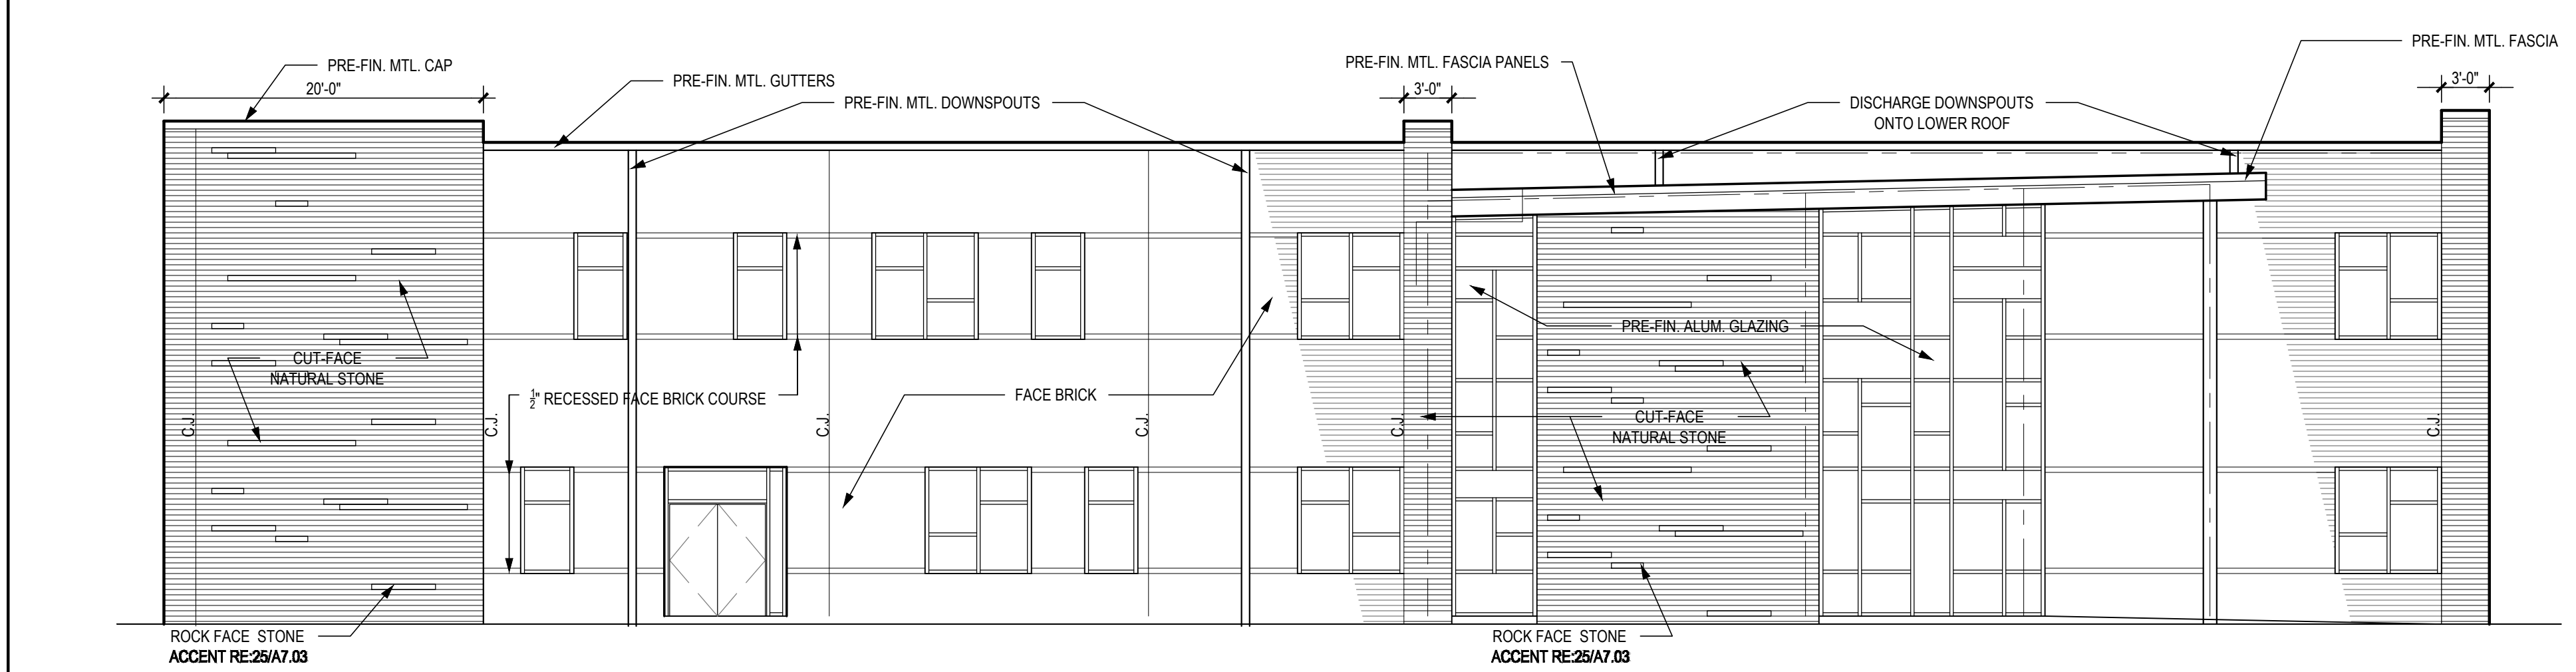 PRE-FIN. MTL. CAP
20'-0"
PRE-FIN. MTL. GUTTERS
PRE-FIN. MTL. DOWNSPOUTS
PRE-FIN. MTL. FASCIA PANELS
3'-0"
DISCHARGE DOWNSPOUTS
ONTO LOWER ROOF
PRE-FIN. MTL. FASCIA
3'-0"
CUT-FACE
NATURAL STONE
½" RECESSED FACE BRICK COURSE
FACE BRICK
PRE-FIN. ALUM. GLAZING
CUT-FACE
NATURAL STONE
C.J.
C.J.
C.J.
C.J.
C.J.
C.J.
ROCK FACE STONE
ACCENT RE:25/A7.03
ROCK FACE STONE
ACCENT RE:25/A7.03